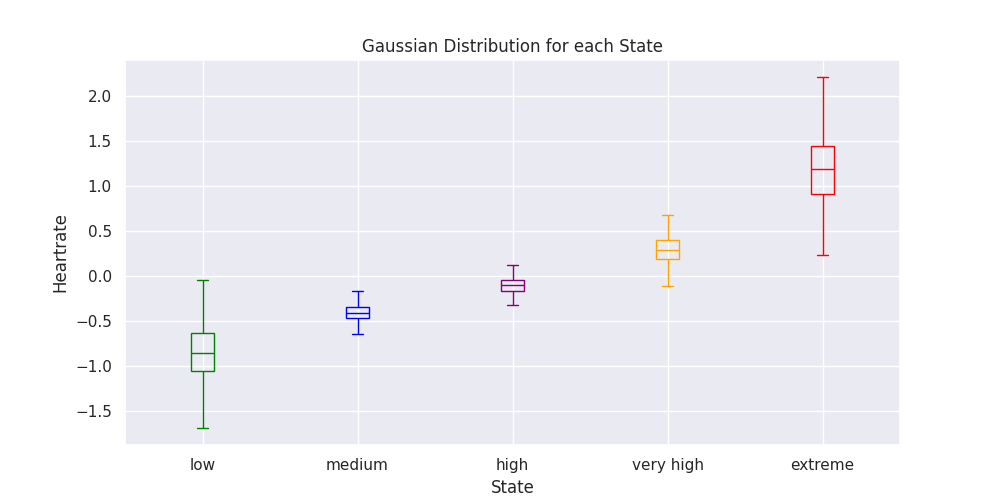 Gaussian Distribution for each State
Heartrate
2.0
1.5
1.0
0.5
0.0
−0.5
−1.0
−1.5
low medium high very high extreme
State